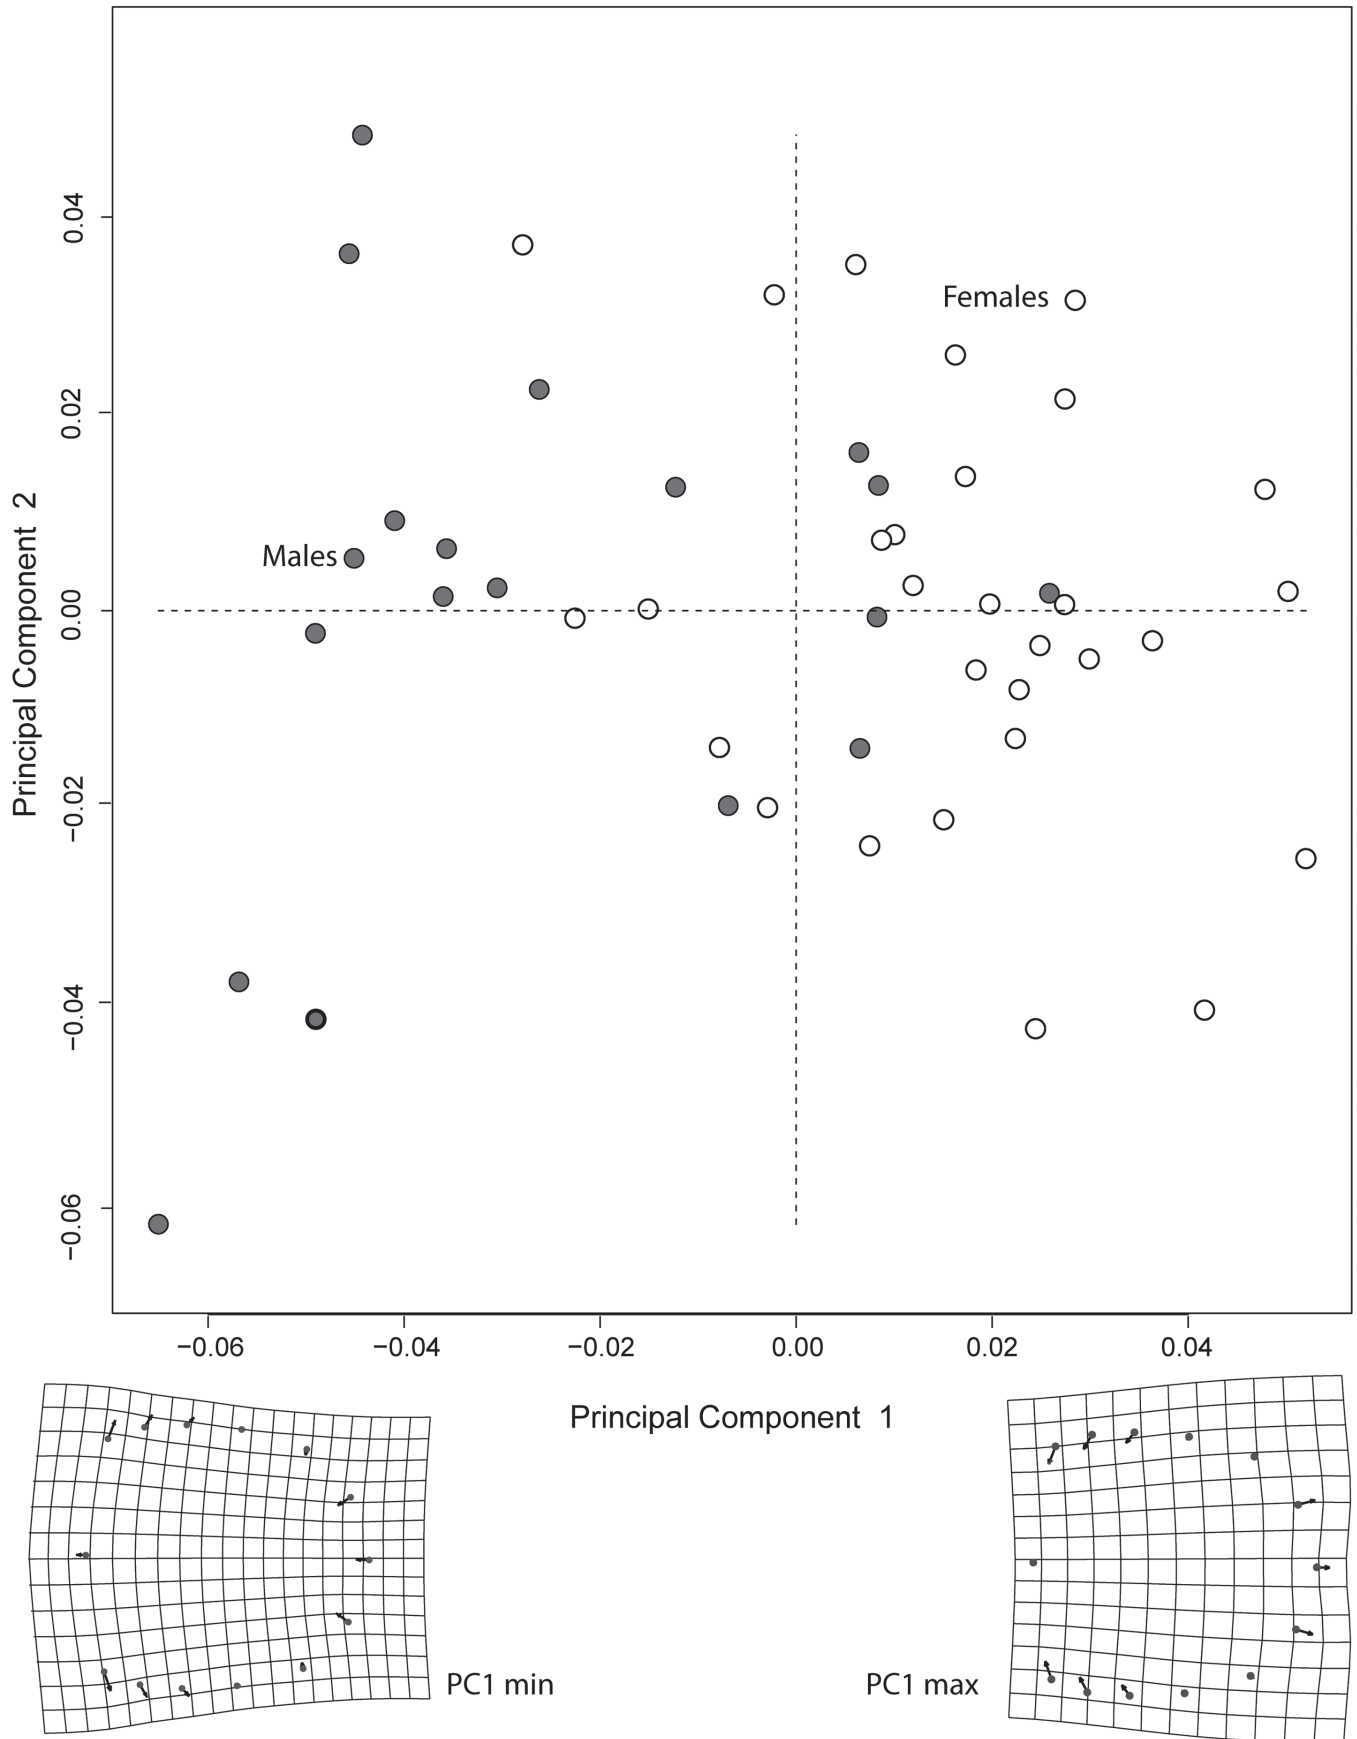 0.04
Females
0.02
Males
0.00
Principal Component 2
−0.02
−0.04
−0.06
−0.06 −0.04 −0.02 0.00 0.02 0.04
Principal Component 1
PC1 min
PC1 max